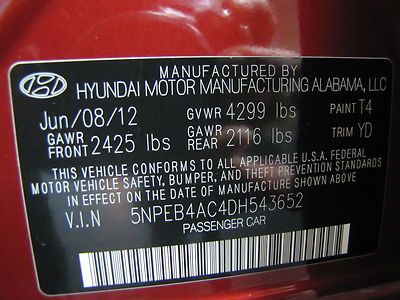 MANUFACTURED BY
HYUNDAI MOTOR MANUFACTURING ALABAMA, LLC
Jun/08/12 GVWR 4299 lbs PAINT T4
GAWR FRONT 2425 lbs GAWR REAR 2116 lbs TRIM YD
THIS VEHICLE CONFORMS TO ALL APPLICABLE U.S.A FEDERAL
MOTOR VEHICLE SAFETY, BUMPER, AND THEFT PREVENTION STANDARDS
IN EFFECT ON THE DATE OF MANUFACTURE SHOWN ABOVE.
V.I.N 5NPEB4AC4DH543652
PASSENGER CAR